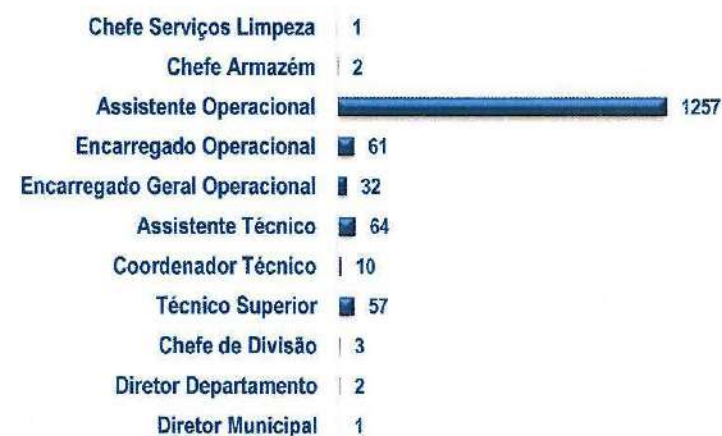 Chefe Serviços Limpeza 1
Chefe Armazém 2
Assistente Operacional 1257
Encarregado Operacional 61
Encarregado Geral Operacional 32
Assistente Técnico 64
Coordenador Técnico 10
Técnico Superior 57
Chefe de Divisão 3
Diretor Departamento 2
Diretor Municipal 1